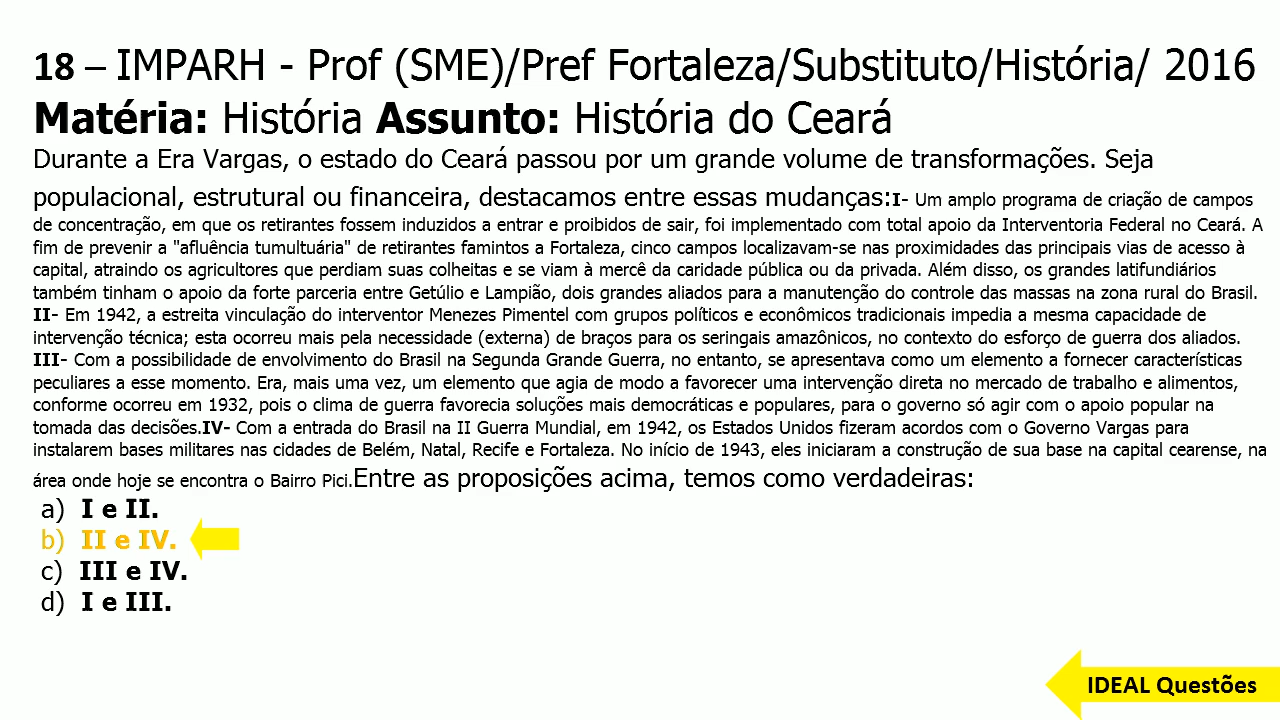 18 – IMPARH - Prof (SME)/Pref Fortaleza/Substituto/História/ 2016
Matéria: História Assunto: História do Ceará
Durante a Era Vargas, o estado do Ceará passou por um grande volume de transformações. Seja
populacional, estrutural ou financeira, destacamos entre essas mudanças:I- Um amplo programa de criação de campos
de concentração, em que os retirantes fossem induzidos a entrar e proibidos de sair, foi implementado com total apoio da Interventoria Federal no Ceará. A
fim de prevenir a "afluência tumultuária" de retirantes famintos a Fortaleza, cinco campos localizavam-se nas proximidades das principais vias de acesso à
capital, atraindo os agricultores que perdiam suas colheitas e se viam à mercê da caridade pública ou da privada. Além disso, os grandes latifundiários
também tinham o apoio da forte parceria entre Getúlio e Lampião, dois grandes aliados para a manutenção do controle das massas na zona rural do Brasil.
II- Em 1942, a estreita vinculação do interventor Menezes Pimentel com grupos políticos e econômicos tradicionais impedia a mesma capacidade de
intervenção técnica; esta ocorreu mais pela necessidade (externa) de braços para os seringais amazônicos, no contexto do esforço de guerra dos aliados.
III- Com a possibilidade de envolvimento do Brasil na Segunda Grande Guerra, no entanto, se apresentava como um elemento a fornecer características
peculiares a esse momento. Era, mais uma vez, um elemento que agia de modo a favorecer uma intervenção direta no mercado de trabalho e alimentos,
conforme ocorreu em 1932, pois o clima de guerra favorecia soluções mais democráticas e populares, para o governo só agir com o apoio popular na
tomada das decisões.IV- Com a entrada do Brasil na II Guerra Mundial, em 1942, os Estados Unidos fizeram acordos com o Governo Vargas para
instalarem bases militares nas cidades de Belém, Natal, Recife e Fortaleza. No início de 1943, eles iniciaram a construção de sua base na capital cearense, na
área onde hoje se encontra o Bairro Pici.Entre as proposições acima, temos como verdadeiras:
a) I e II.
b) II e IV.
c) III e IV.
d) I e III.
IDEAL Questões